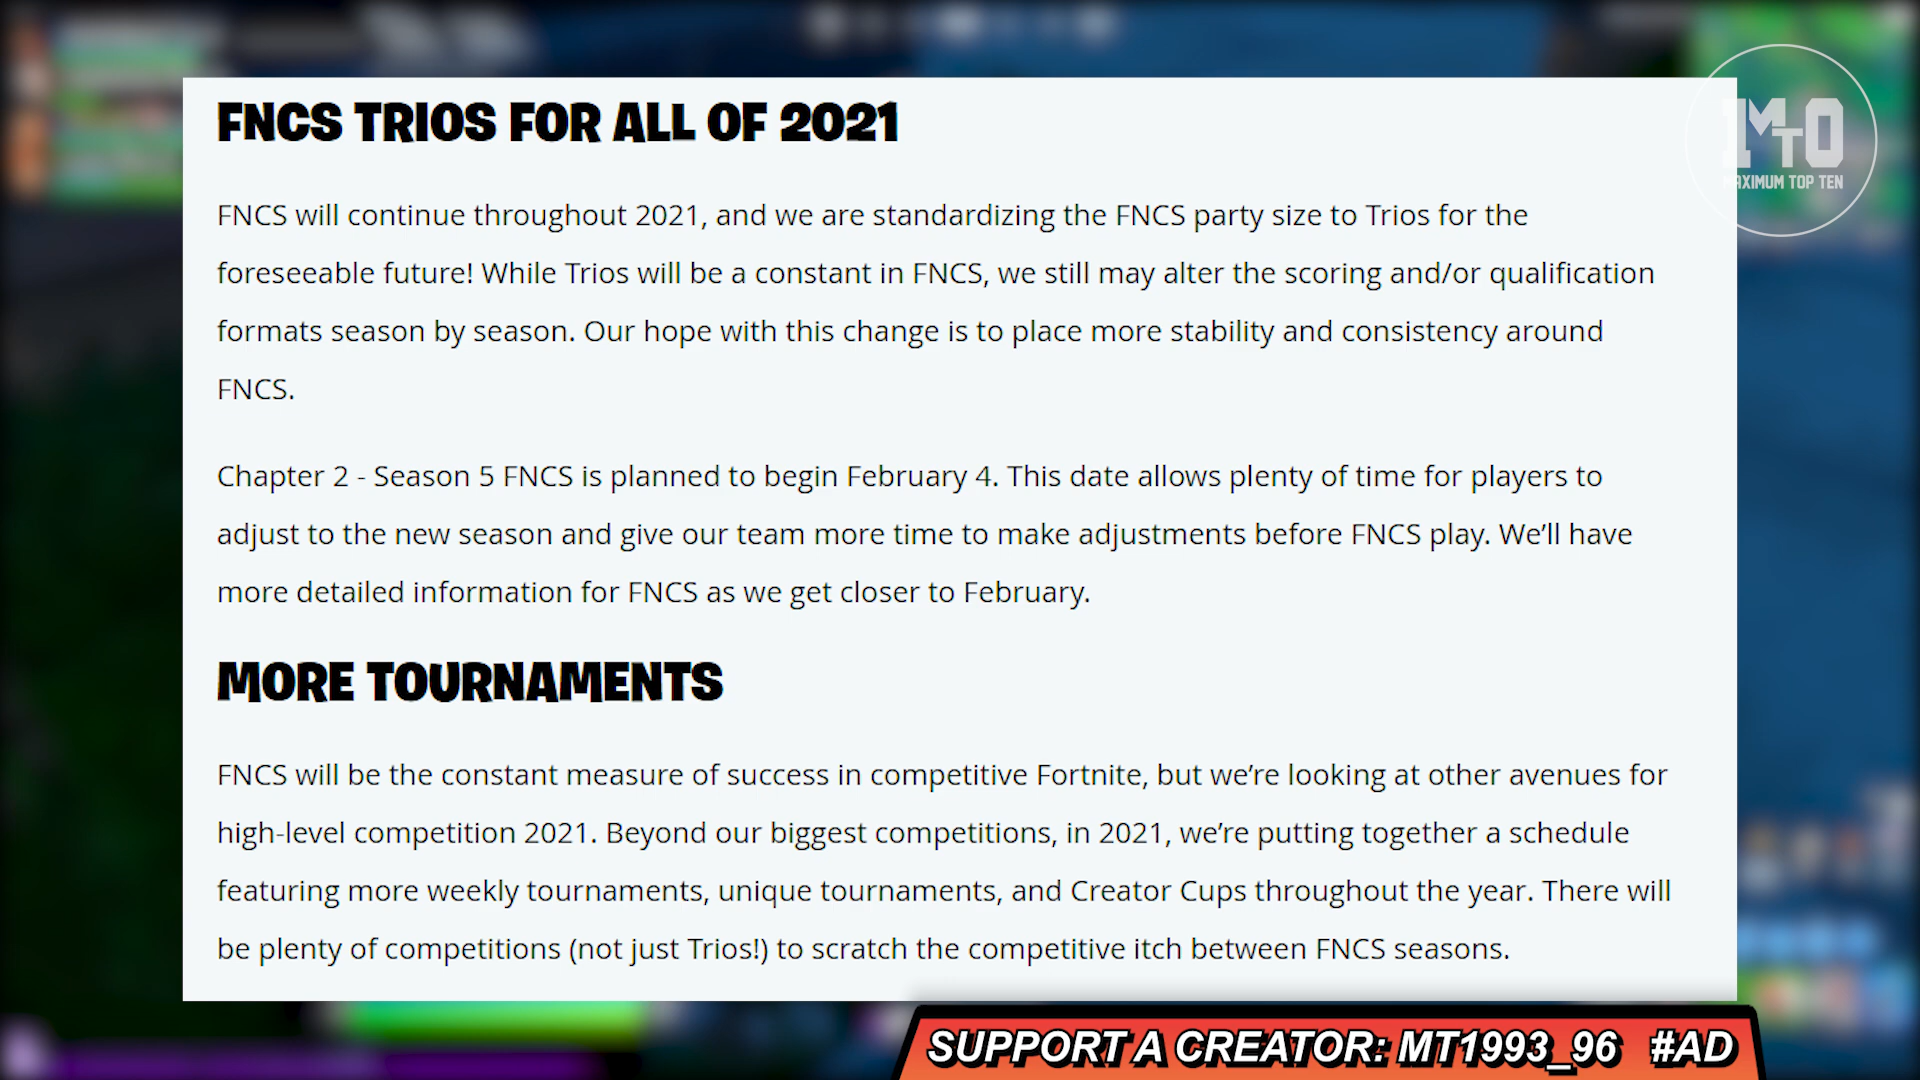 FNCS TRIOS FOR ALL OF 2021
FNCS will continue throughout 2021, and we are standardizing the FNCS party size to Trios for the
foreseeable future! While Trios will be a constant in FNCS, we still may alter the scoring and/or qualification
formats season by season. Our hope with this change is to place more stability and consistency around
FNCS.
Chapter 2 - Season 5 FNCS is planned to begin February 4. This date allows plenty of time for players to
adjust to the new season and give our team more time to make adjustments before FNCS play. We’ll have
more detailed information for FNCS as we get closer to February.
MORE TOURNAMENTS
FNCS will be the constant measure of success in competitive Fortnite, but we’re looking at other avenues for
high-level competition 2021. Beyond our biggest competitions, in 2021, we’re putting together a schedule
featuring more weekly tournaments, unique tournaments, and Creator Cups throughout the year. There will
be plenty of competitions (not just Trios!) to scratch the competitive itch between FNCS seasons.
1MT0
MAXIMUM TOP TEN
SUPPORT A CREATOR: MT1993_96 #AD